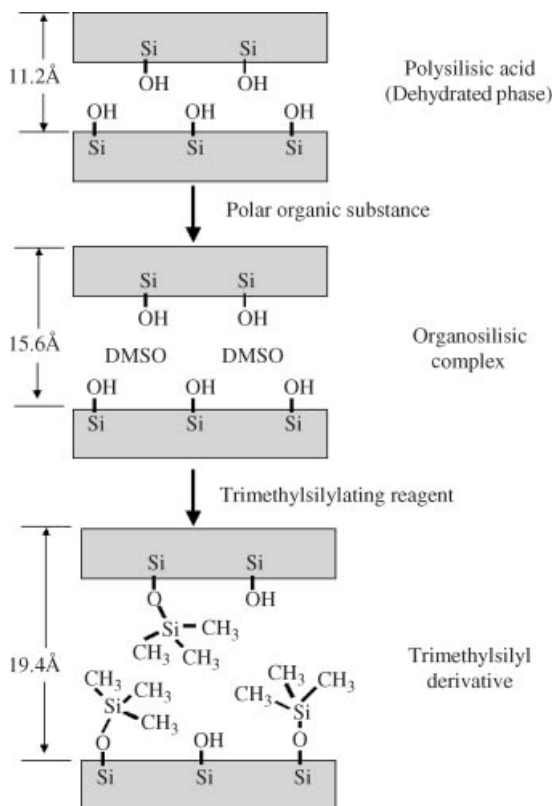 Si Si
OH OH
11.2Å
Polysilisic acid
(Dehydrated phase)
OH OH OH
Si Si Si
Polar organic substance
Si Si
OH OH
15.6Å
DMSO DMSO
Organosilisic
complex
OH OH OH
Si Si Si
Trimethylsilylating reagent
Si Si
O OH
Si CH3
CH3 CH3
19.4Å
Trimethylsilyl
derivative
CH3 CH3 CH3 CH3
Si CH3 Si
O OH O
Si Si Si